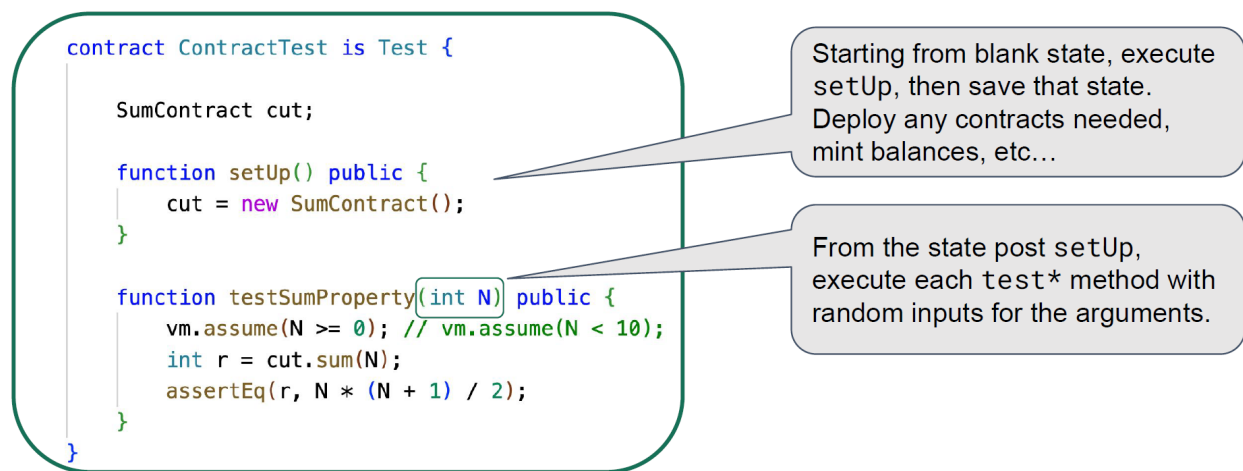 contract ContractTest is Test {
SumContract cut;
function setUp() public {
cut = new SumContract();
}
function testSumProperty(int N) public {
vm.assume(N >= 0); // vm.assume(N < 10);
int r = cut.sum(N);
assertEq(r, N * (N + 1) / 2);
}
}
Starting from blank state, execute
setUp, then save that state.
Deploy any contracts needed,
mint balances, etc…
From the state post setUp,
execute each test* method with
random inputs for the arguments.